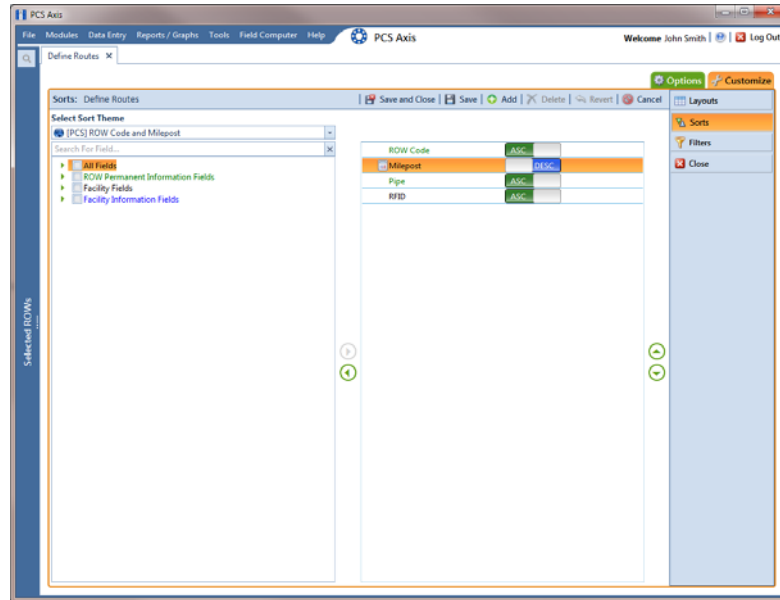 PCS Axis
File Modules Data Entry Reports / Graphs Tools Field Computer Help
PCS Axis
Welcome John Smith | | Log Out
Define Routes X
Options
Customize
Sorts: Define Routes
| Save and Close | Save | Add | Delete | Revert | Cancel
Layouts
Select Sort Theme
Sorts
[PCS] ROW Code and Milepost
Search For Field...
Filters
ROW Code ASC
All Fields
Milepost DESC
Close
ROW Permanent Information Fields
Pipe ASC
Facility Fields
RFID ASC
Facility Information Fields
Selected ROWs